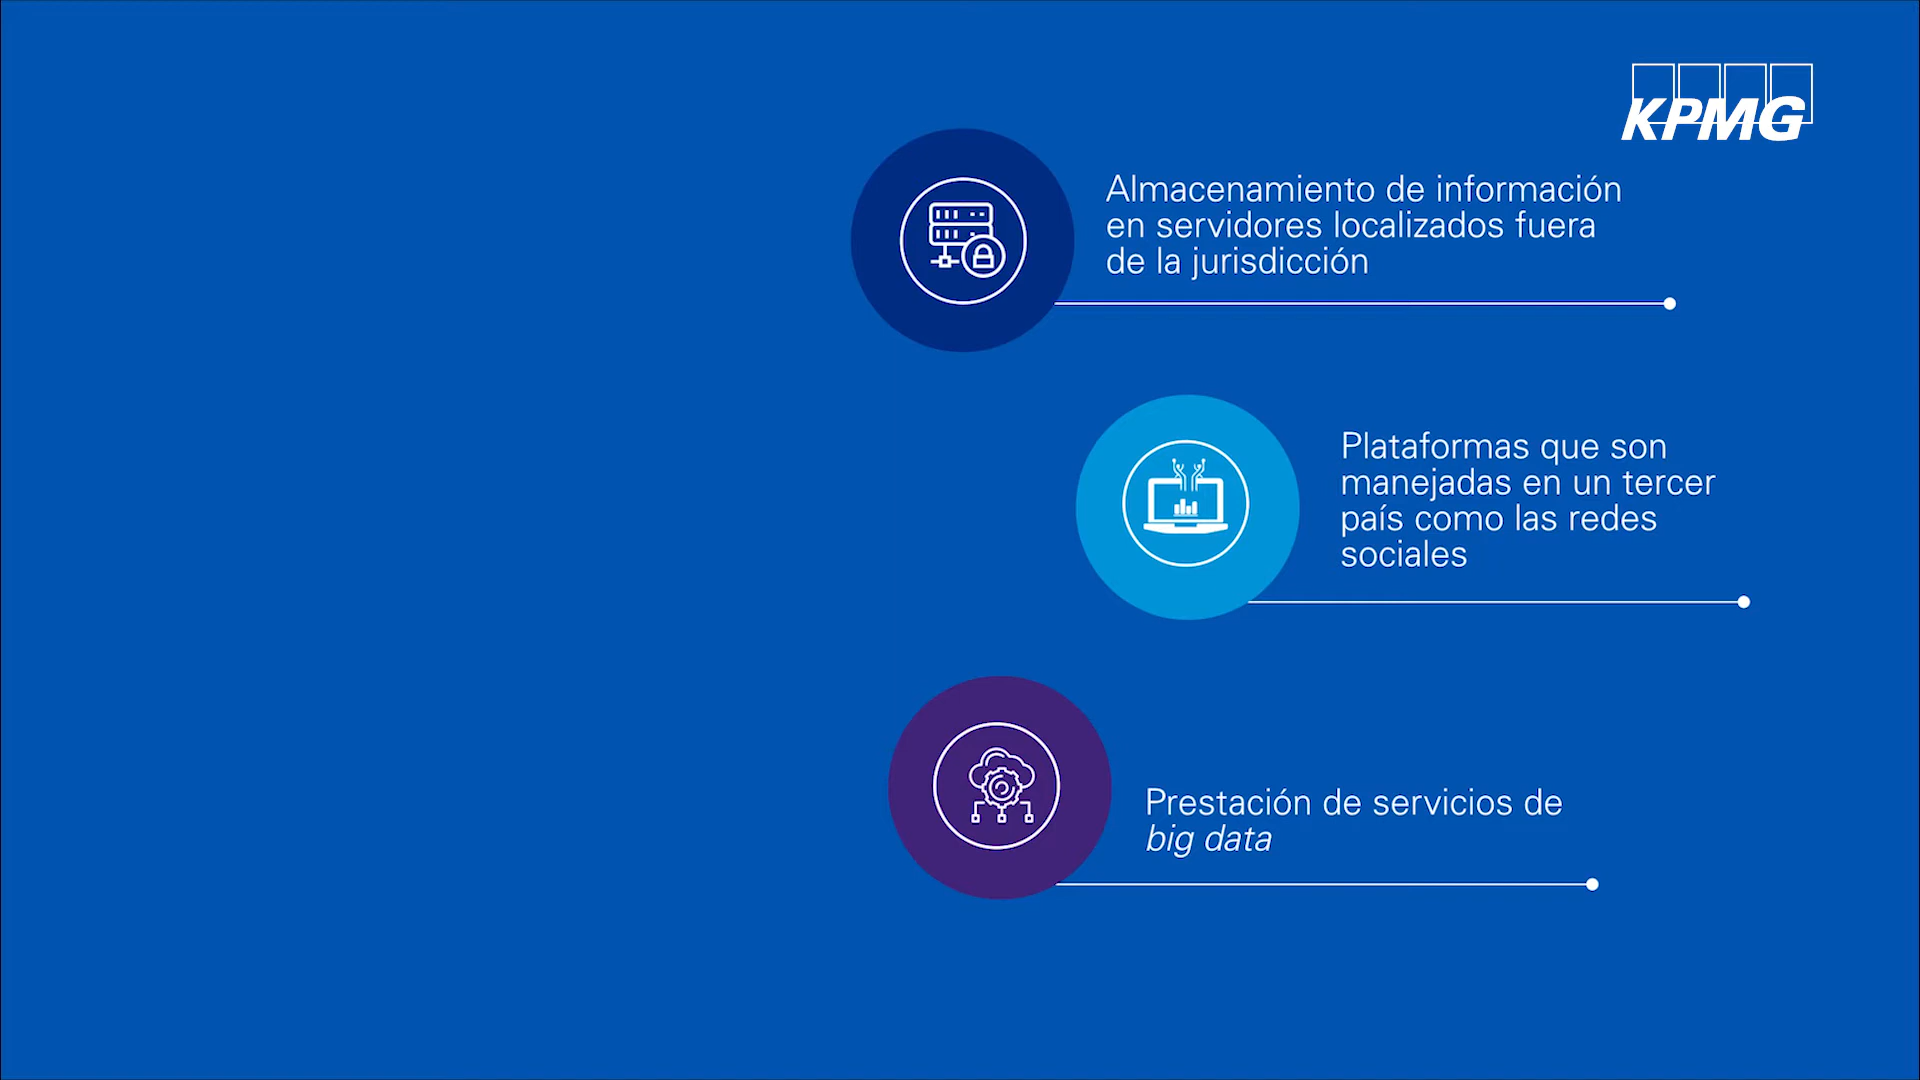 KPMG
Almacenamiento de información
en servidores localizados fuera
de la jurisdicción
Plataformas que son
manejadas en un tercer
país como las redes
sociales
Prestación de servicios de
big data